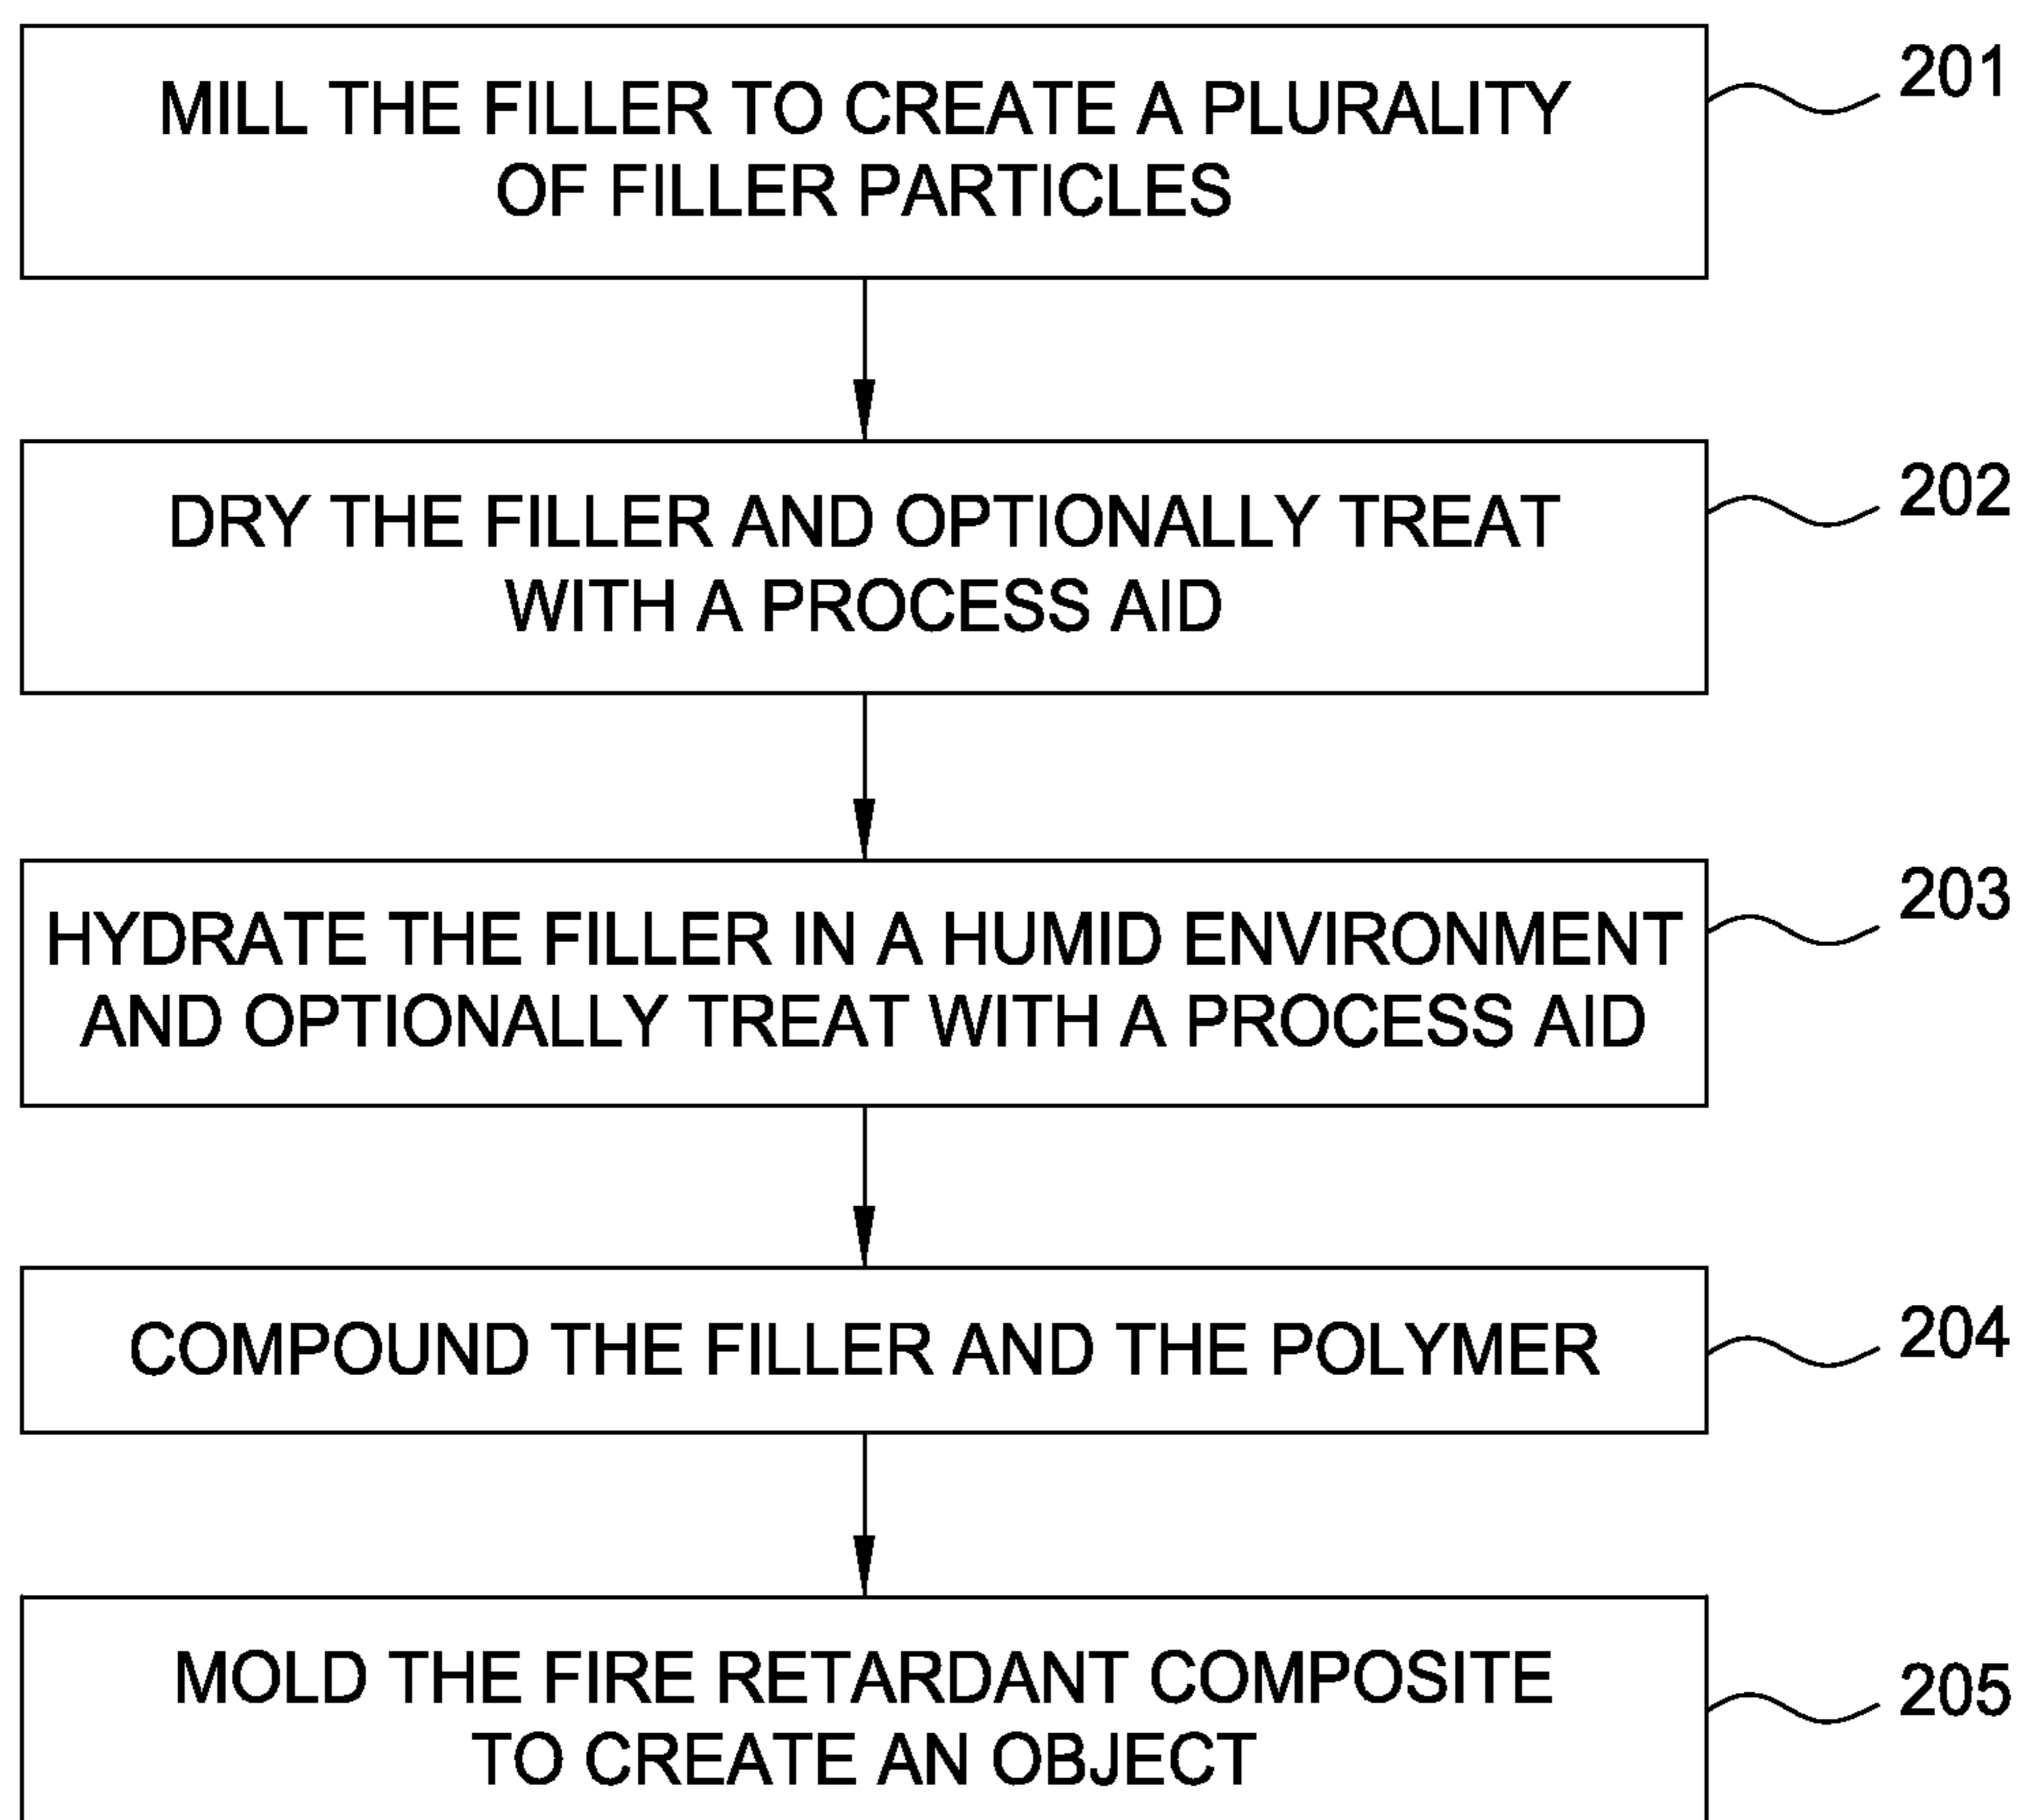 MILL THE FILLER TO CREATE A PLURALITY
OF FILLER PARTICLES
201
DRY THE FILLER AND OPTIONALLY TREAT
WITH A PROCESS AID
202
HYDRATE THE FILLER IN A HUMID ENVIRONMENT
AND OPTIONALLY TREAT WITH A PROCESS AID
203
COMPOUND THE FILLER AND THE POLYMER
204
MOLD THE FIRE RETARDANT COMPOSITE
TO CREATE AN OBJECT
205